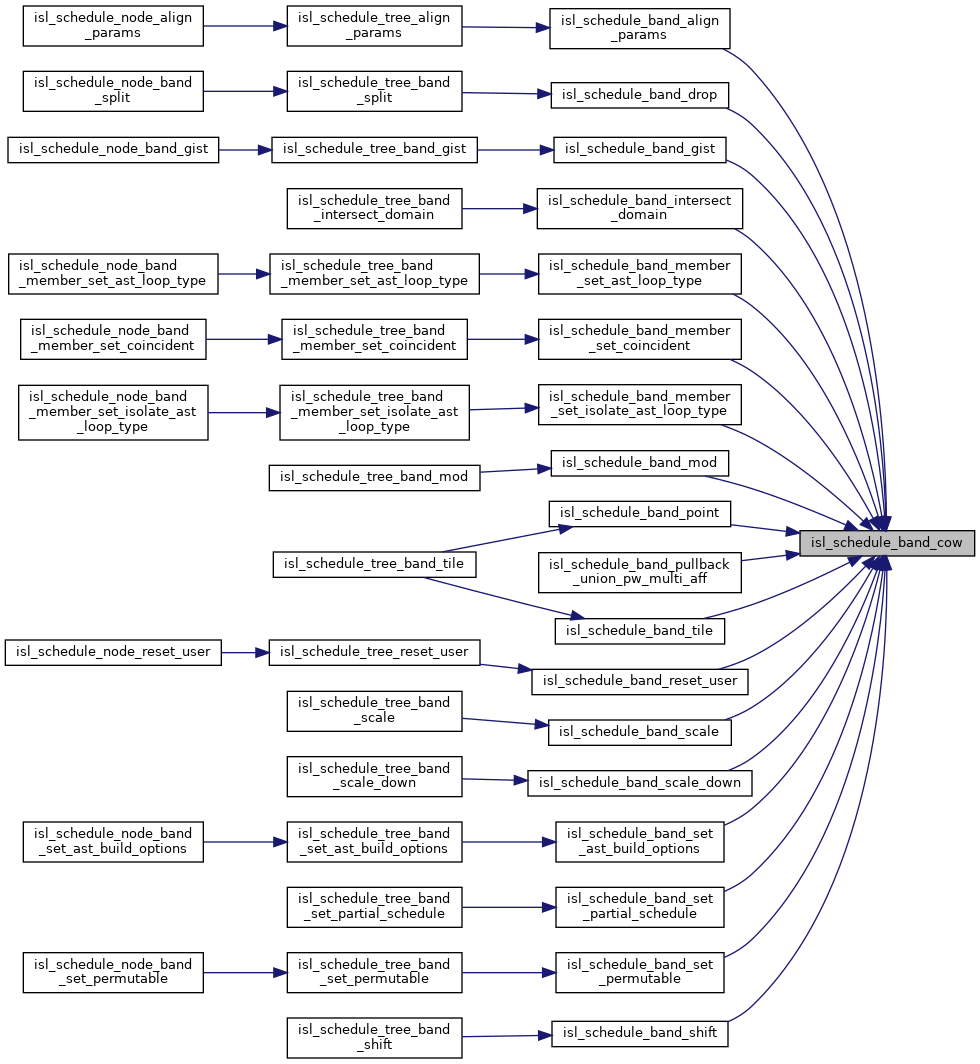 isl_schedule_node_align
_params
isl_schedule_tree_align
_params
isl_schedule_band_align
_params
isl_schedule_node_band
_split
isl_schedule_tree_band
_split
isl_schedule_band_drop
isl_schedule_node_band_gist
isl_schedule_tree_band_gist
isl_schedule_band_gist
isl_schedule_tree_band
_intersect_domain
isl_schedule_band_intersect
_domain
isl_schedule_node_band
_member_set_ast_loop_type
isl_schedule_tree_band
_member_set_ast_loop_type
isl_schedule_band_member
_set_ast_loop_type
isl_schedule_node_band
_member_set_coincident
isl_schedule_tree_band
_member_set_coincident
isl_schedule_band_member
_set_coincident
isl_schedule_node_band
_member_set_isolate_ast
_loop_type
isl_schedule_tree_band
_member_set_isolate_ast
_loop_type
isl_schedule_band_member
_set_isolate_ast_loop_type
isl_schedule_tree_band_mod
isl_schedule_band_mod
isl_schedule_band_point
isl_schedule_band_cow
isl_schedule_tree_band_tile
isl_schedule_band_pullback
_union_pw_multi_aff
isl_schedule_band_tile
isl_schedule_node_reset_user
isl_schedule_tree_reset_user
isl_schedule_band_reset_user
isl_schedule_tree_band
_scale
isl_schedule_band_scale
isl_schedule_tree_band
_scale_down
isl_schedule_band_scale_down
isl_schedule_node_band
_set_ast_build_options
isl_schedule_tree_band
_set_ast_build_options
isl_schedule_band_set
_ast_build_options
isl_schedule_tree_band
_set_partial_schedule
isl_schedule_band_set
_partial_schedule
isl_schedule_node_band
_set_permutable
isl_schedule_tree_band
_set_permutable
isl_schedule_band_set
_permutable
isl_schedule_tree_band
_shift
isl_schedule_band_shift